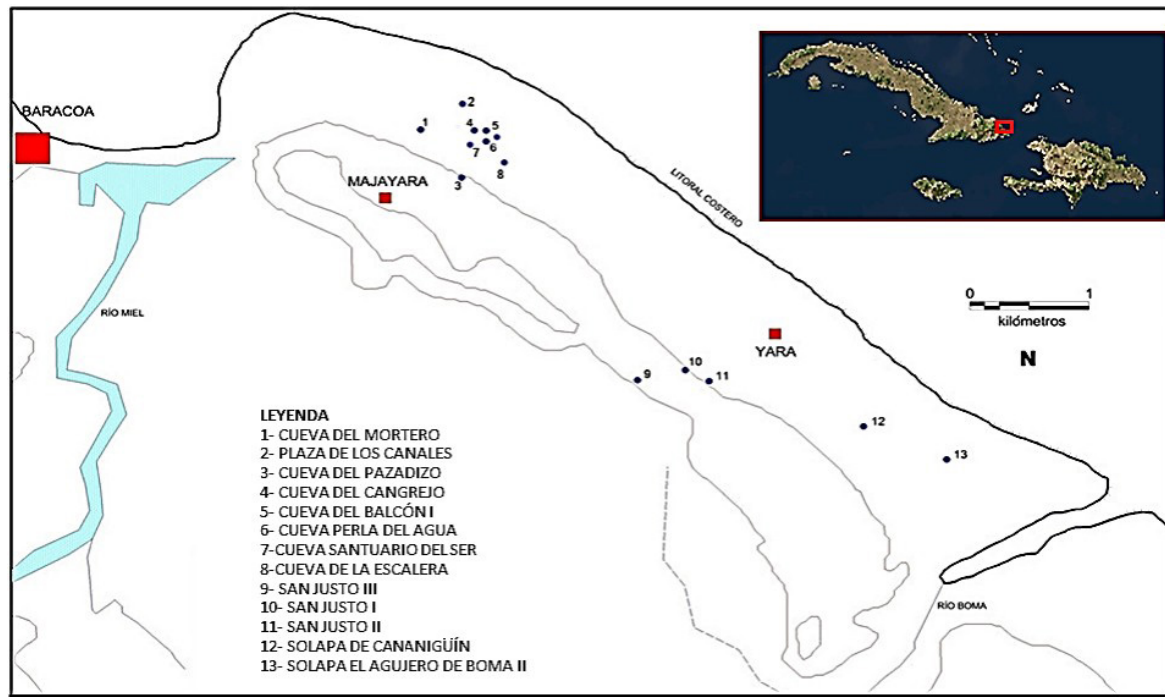 BARACOA
2
1
4
5
6
7
8
3
MAJAYARA
LITORAL COSTERO
RÍO MIEL
0 1
kilómetros
N
YARA
10
9
11
12
13
RÍO BOMA
LEYENDA
1- CUEVA DEL MORTERO
2- PLAZA DE LOS CANALES
3- CUEVA DEL PAZADIZO
4- CUEVA DEL CANGREJO
5- CUEVA DEL BALCÓN I
6- CUEVA PERLA DEL AGUA
7-CUEVA SANTUARIO DEL SER
8-CUEVA DE LA ESCALERA
9- SAN JUSTO III
10- SAN JUSTO I
11- SAN JUSTO II
12- SOLAPA DE CANANIGÜÍN
13- SOLAPA EL AGUJERO DE BOMA II